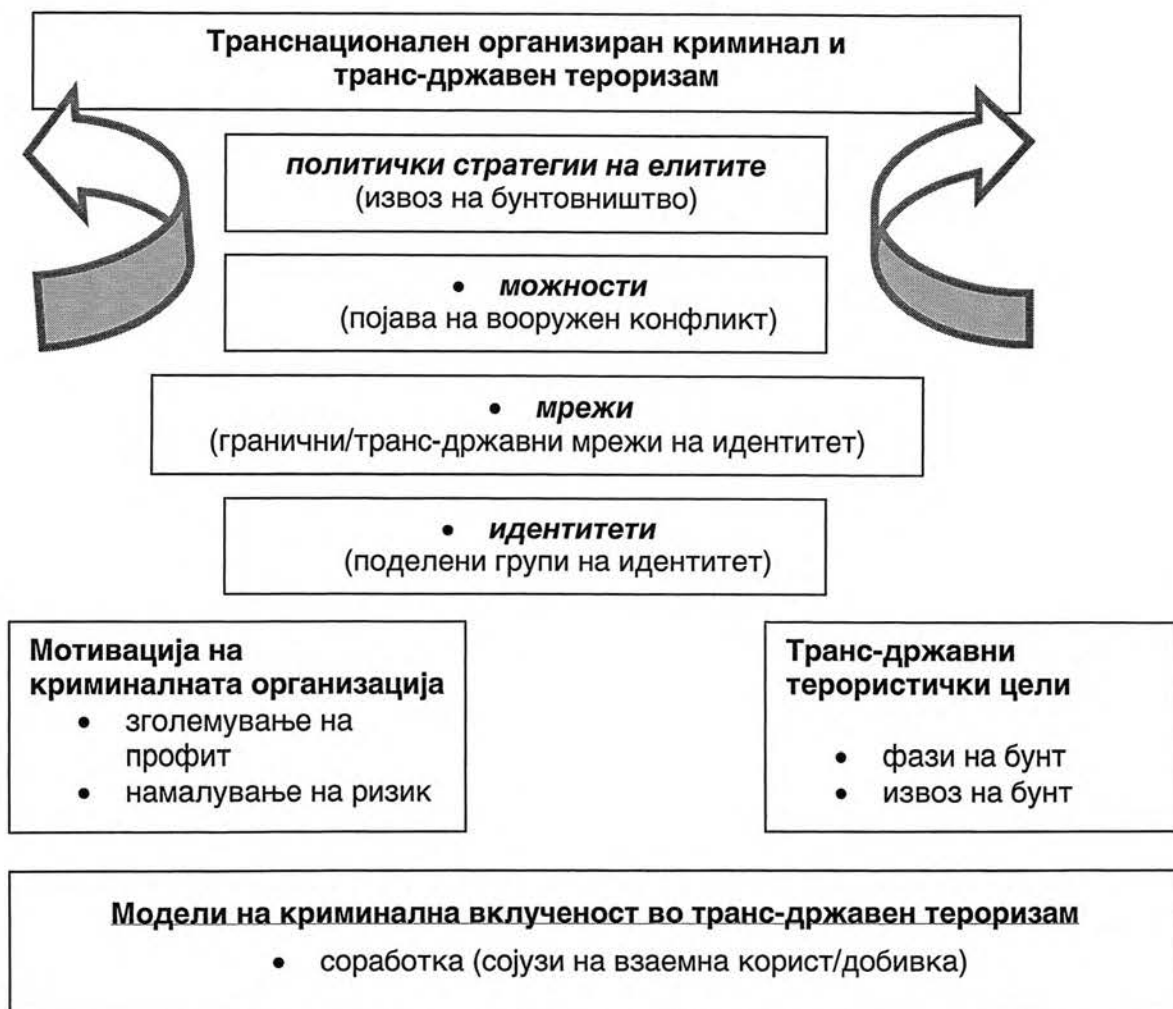 Транснационален организиран криминал и
транс-државен тероризам
политички стратегии на елитите
(извоз на бунтовништво)
• можности
(појава на вооружен конфликт)
• мрежи
(гранични/транс-државни мрежи на идентитет)
• идентитети
(поделени групи на идентитет)
Мотивација на
криминалната организација
• зголемување на
профит
• намалување на ризик
Транс-државни
терористички цели
• фази на бунт
• извоз на бунт
Модели на криминална вклученост во транс-државен тероризам
• соработка (сојузи на взаемна корист/добивка)